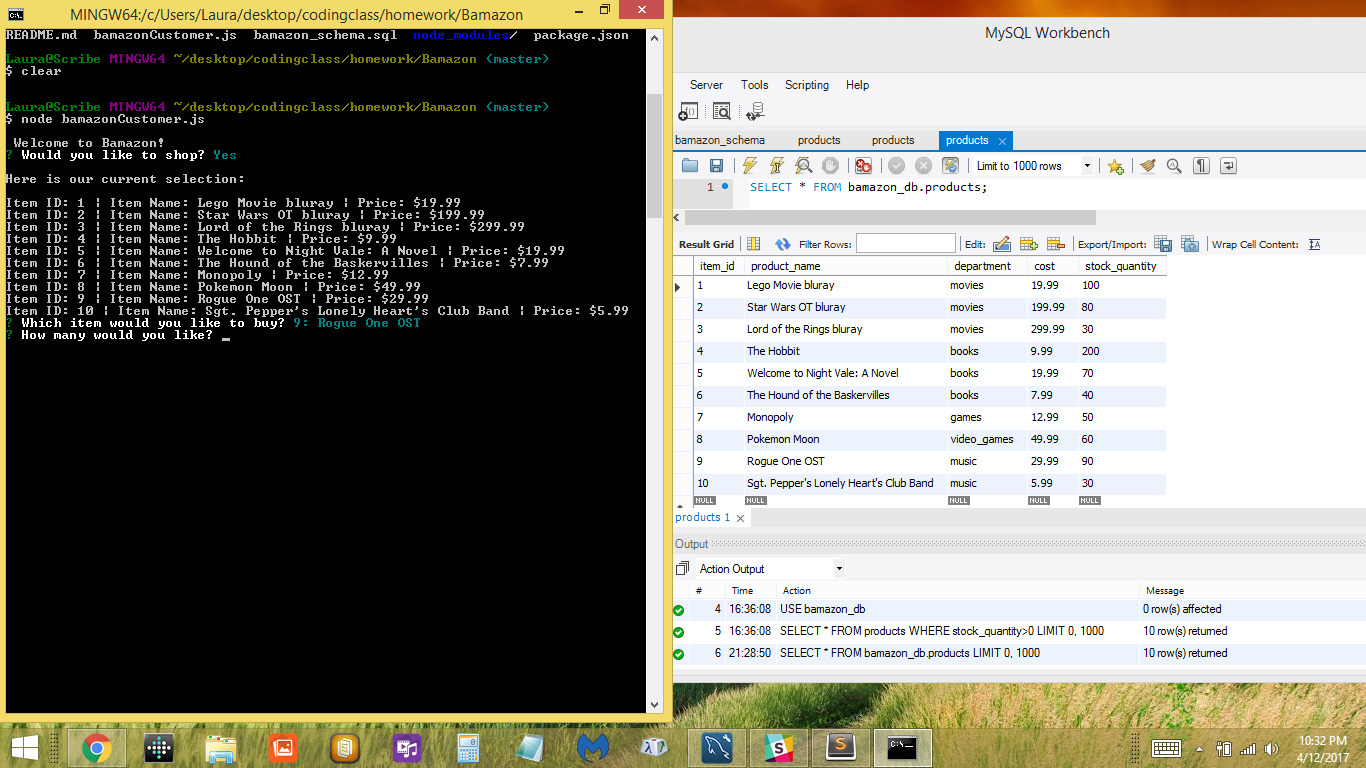 MINGW64:/c/Users/Laura/desktop/codingclass/homework/Bamazon
README.md bamazonCustomer.js bamazon_schema.sql node_modules/ package.json
Laura@Scribe MINGW64 ~/desktop/codingclass/homework/Bamazon (master)
$ clear
Laura@Scribe MINGW64 ~/desktop/codingclass/homework/Bamazon (master)
$ node bamazonCustomer.js
Welcome to Bamazon!
? Would you like to shop? Yes
Here is our current selection:
Item ID: 1 | Item Name: Lego Movie bluray | Price: $19.99
Item ID: 2 | Item Name: Star Wars OT bluray | Price: $199.99
Item ID: 3 | Item Name: Lord of the Rings bluray | Price: $299.99
Item ID: 4 | Item Name: The Hobbit | Price: $9.99
Item ID: 5 | Item Name: Welcome to Night Vale: A Novel | Price: $19.99
Item ID: 6 | Item Name: The Hound of the Baskervilles | Price: $7.99
Item ID: 7 | Item Name: Monopoly | Price: $12.99
Item ID: 8 | Item Name: Pokemon Moon | Price: $49.99
Item ID: 9 | Item Name: Rogue One OST | Price: $29.99
Item ID: 10 | Item Name: Sgt. Pepper's Lonely Heart's Club Band | Price: $5.99
? Which item would you like to buy? 9: Rogue One OST
? How many would you like? _
MySQL Workbench
Server Tools Scripting Help
bamazon_schema products products products
Limit to 1000 rows
1 SELECT * FROM bamazon_db.products;
Result Grid Filter Rows: Edit: Export/Import: Wrap Cell Content:
item_id product_name department cost stock_quantity
1 Lego Movie bluray movies 19.99 100
2 Star Wars OT bluray movies 199.99 80
3 Lord of the Rings bluray movies 299.99 30
4 The Hobbit books 9.99 200
5 Welcome to Night Vale: A Novel books 19.99 70
6 The Hound of the Baskervilles books 7.99 40
7 Monopoly games 12.99 50
8 Pokemon Moon video_games 49.99 60
9 Rogue One OST music 29.99 90
10 Sgt. Pepper's Lonely Heart's Club Band music 5.99 30
NULL NULL NULL NULL NULL
products 1
Output
Action Output
# Time Action Message
4 16:36:08 USE bamazon_db 0 row(s) affected
5 16:36:08 SELECT * FROM products WHERE stock_quantity>0 LIMIT 0, 1000 10 row(s) returned
6 21:28:50 SELECT * FROM bamazon_db.products LIMIT 0, 1000 10 row(s) returned
10:32 PM
4/12/2017